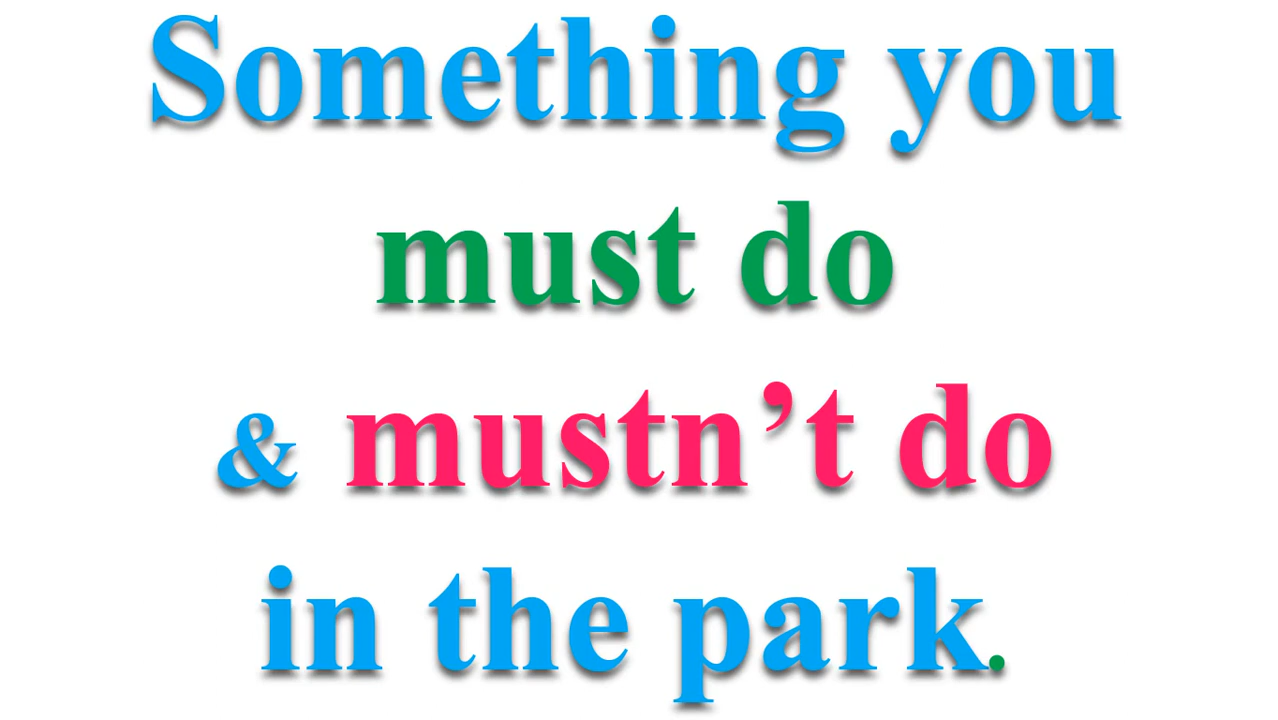 Something you
must do
& mustn’t do
in the park.